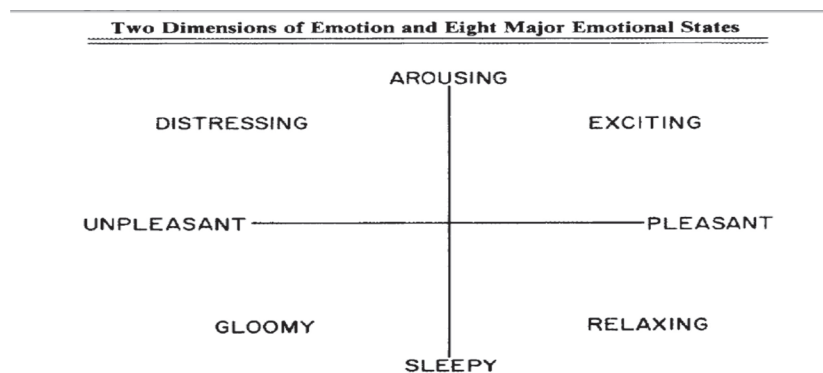 Two Dimensions of Emotion and Eight Major Emotional States
AROUSING
DISTRESSING EXCITING
UNPLEASANT PLEASANT
GLOOMY RELAXING
SLEEPY